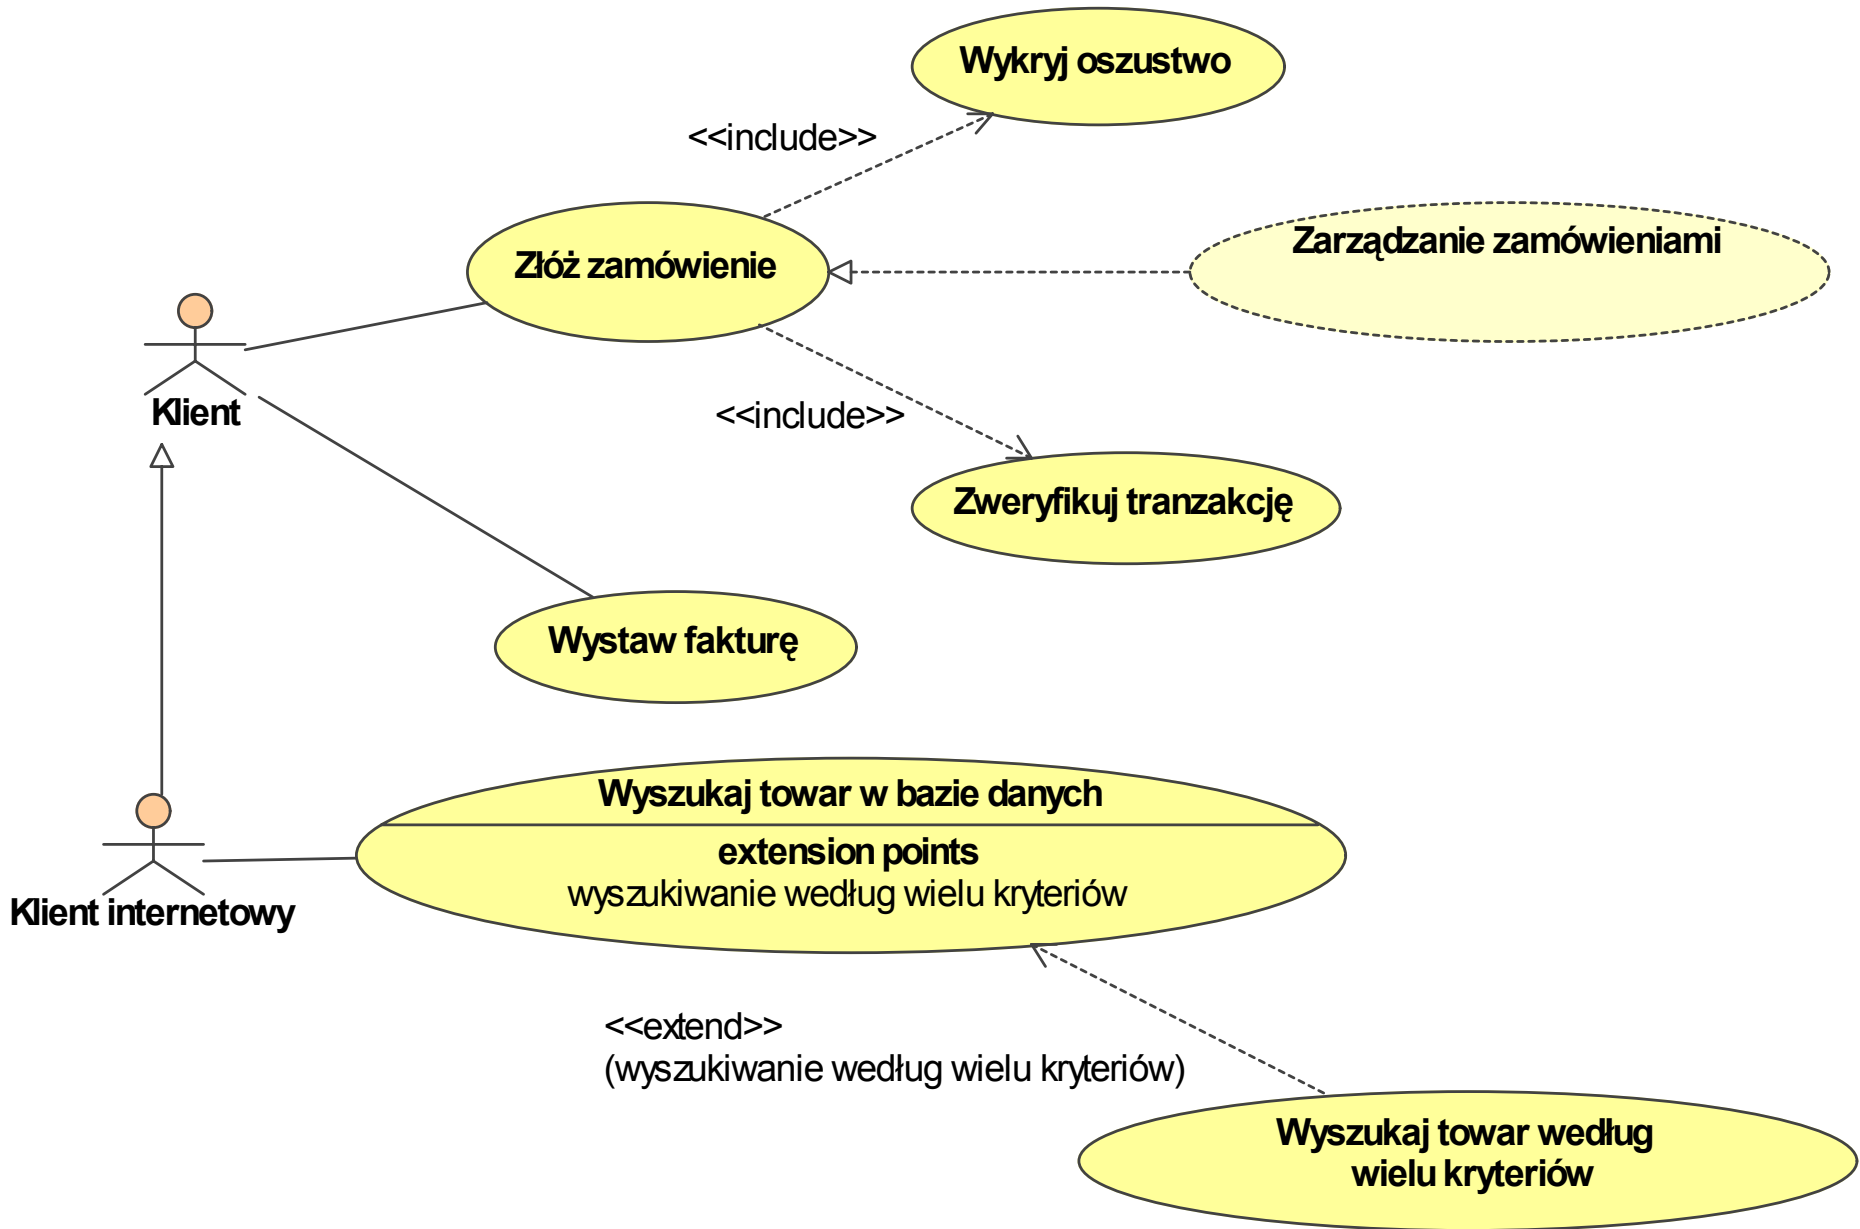 Wykryj oszustwo
<<include>>
Złóż zamówienie
Zarządzanie zamówieniami
Klient
<<include>>
Zweryfikuj tranzakcję
Wystaw fakturę
Wyszukaj towar w bazie danych
extension points
wyszukiwanie według wielu kryteriów
Klient internetowy
<<extend>>
(wyszukiwanie według wielu kryteriów)
Wyszukaj towar według
wielu kryteriów